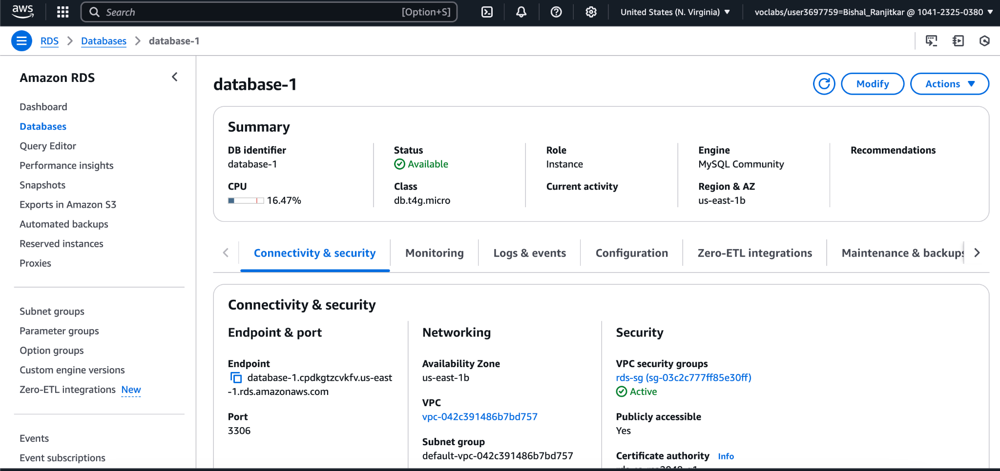 aws
Search
[Option+S]
United States (N. Virginia)
voclabs/user3697759=Bishal_Ranjitkar @ 1041-2325-0380
RDS
Databases
database-1
Amazon RDS
Dashboard
Databases
Query Editor
Performance insights
Snapshots
Exports in Amazon S3
Automated backups
Reserved instances
Proxies
Subnet groups
Parameter groups
Option groups
Custom engine versions
Zero-ETL integrations New
Events
Event subscriptions
database-1
Modify
Actions
Summary
DB identifier
database-1
CPU
16.47%
Status
Available
Class
db.t4g.micro
Role
Instance
Current activity
Engine
MySQL Community
Region & AZ
us-east-1b
Recommendations
Connectivity & security
Monitoring
Logs & events
Configuration
Zero-ETL integrations
Maintenance & backups
Connectivity & security
Endpoint & port
Endpoint
database-1.cpdkgtzcvkfv.us-east
-1.rds.amazonaws.com
Port
3306
Networking
Availability Zone
us-east-1b
VPC
vpc-042c391486b7bd757
Subnet group
default-vpc-042c391486b7bd757
Security
VPC security groups
rds-sg (sg-03c2c777ff85e30ff)
Active
Publicly accessible
Yes
Certificate authority Info